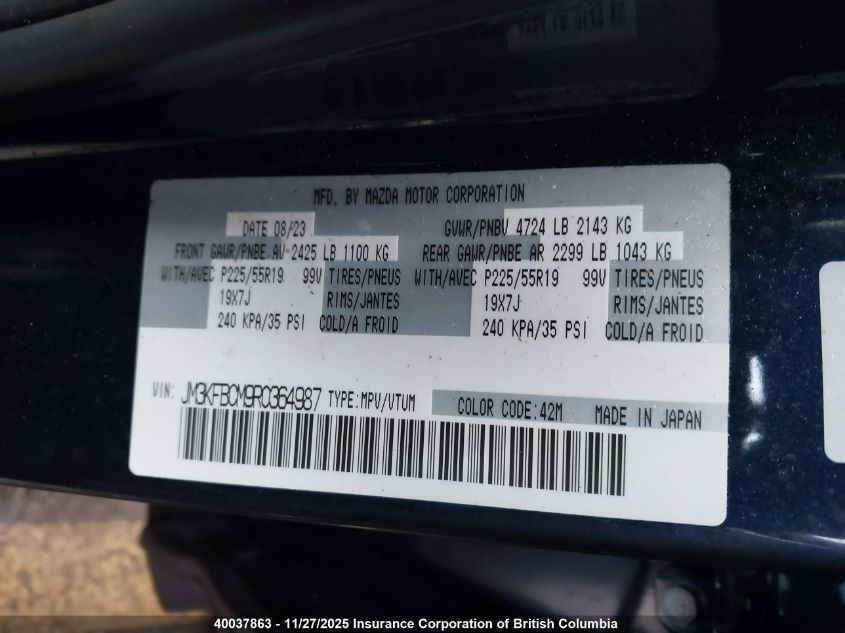 MFD. BY MAZDA MOTOR CORPORATION
DATE 08/23 GVWR/PNBV 4724 LB 2143 KG
FRONT GAWR/PNBE AV 2425 LB 1100 KG REAR GAWR/PNBE AR 2299 LB 1043 KG
WITH/AVEC P225/55R19 99V TIRES/PNEUS WITH/AVEC P225/55R19 99V TIRES/PNEUS
19X7J RIMS/JANTES 19X7J RIMS/JANTES
240 KPA/35 PSI COLD/A FROID 240 KPA/35 PSI COLD/A FROID
VIN: JM3KFBCM9R0364987 TYPE:MPV/VTUM COLOR CODE:42M MADE IN JAPAN
40037863 - 11/27/2025 Insurance Corporation of British Columbia